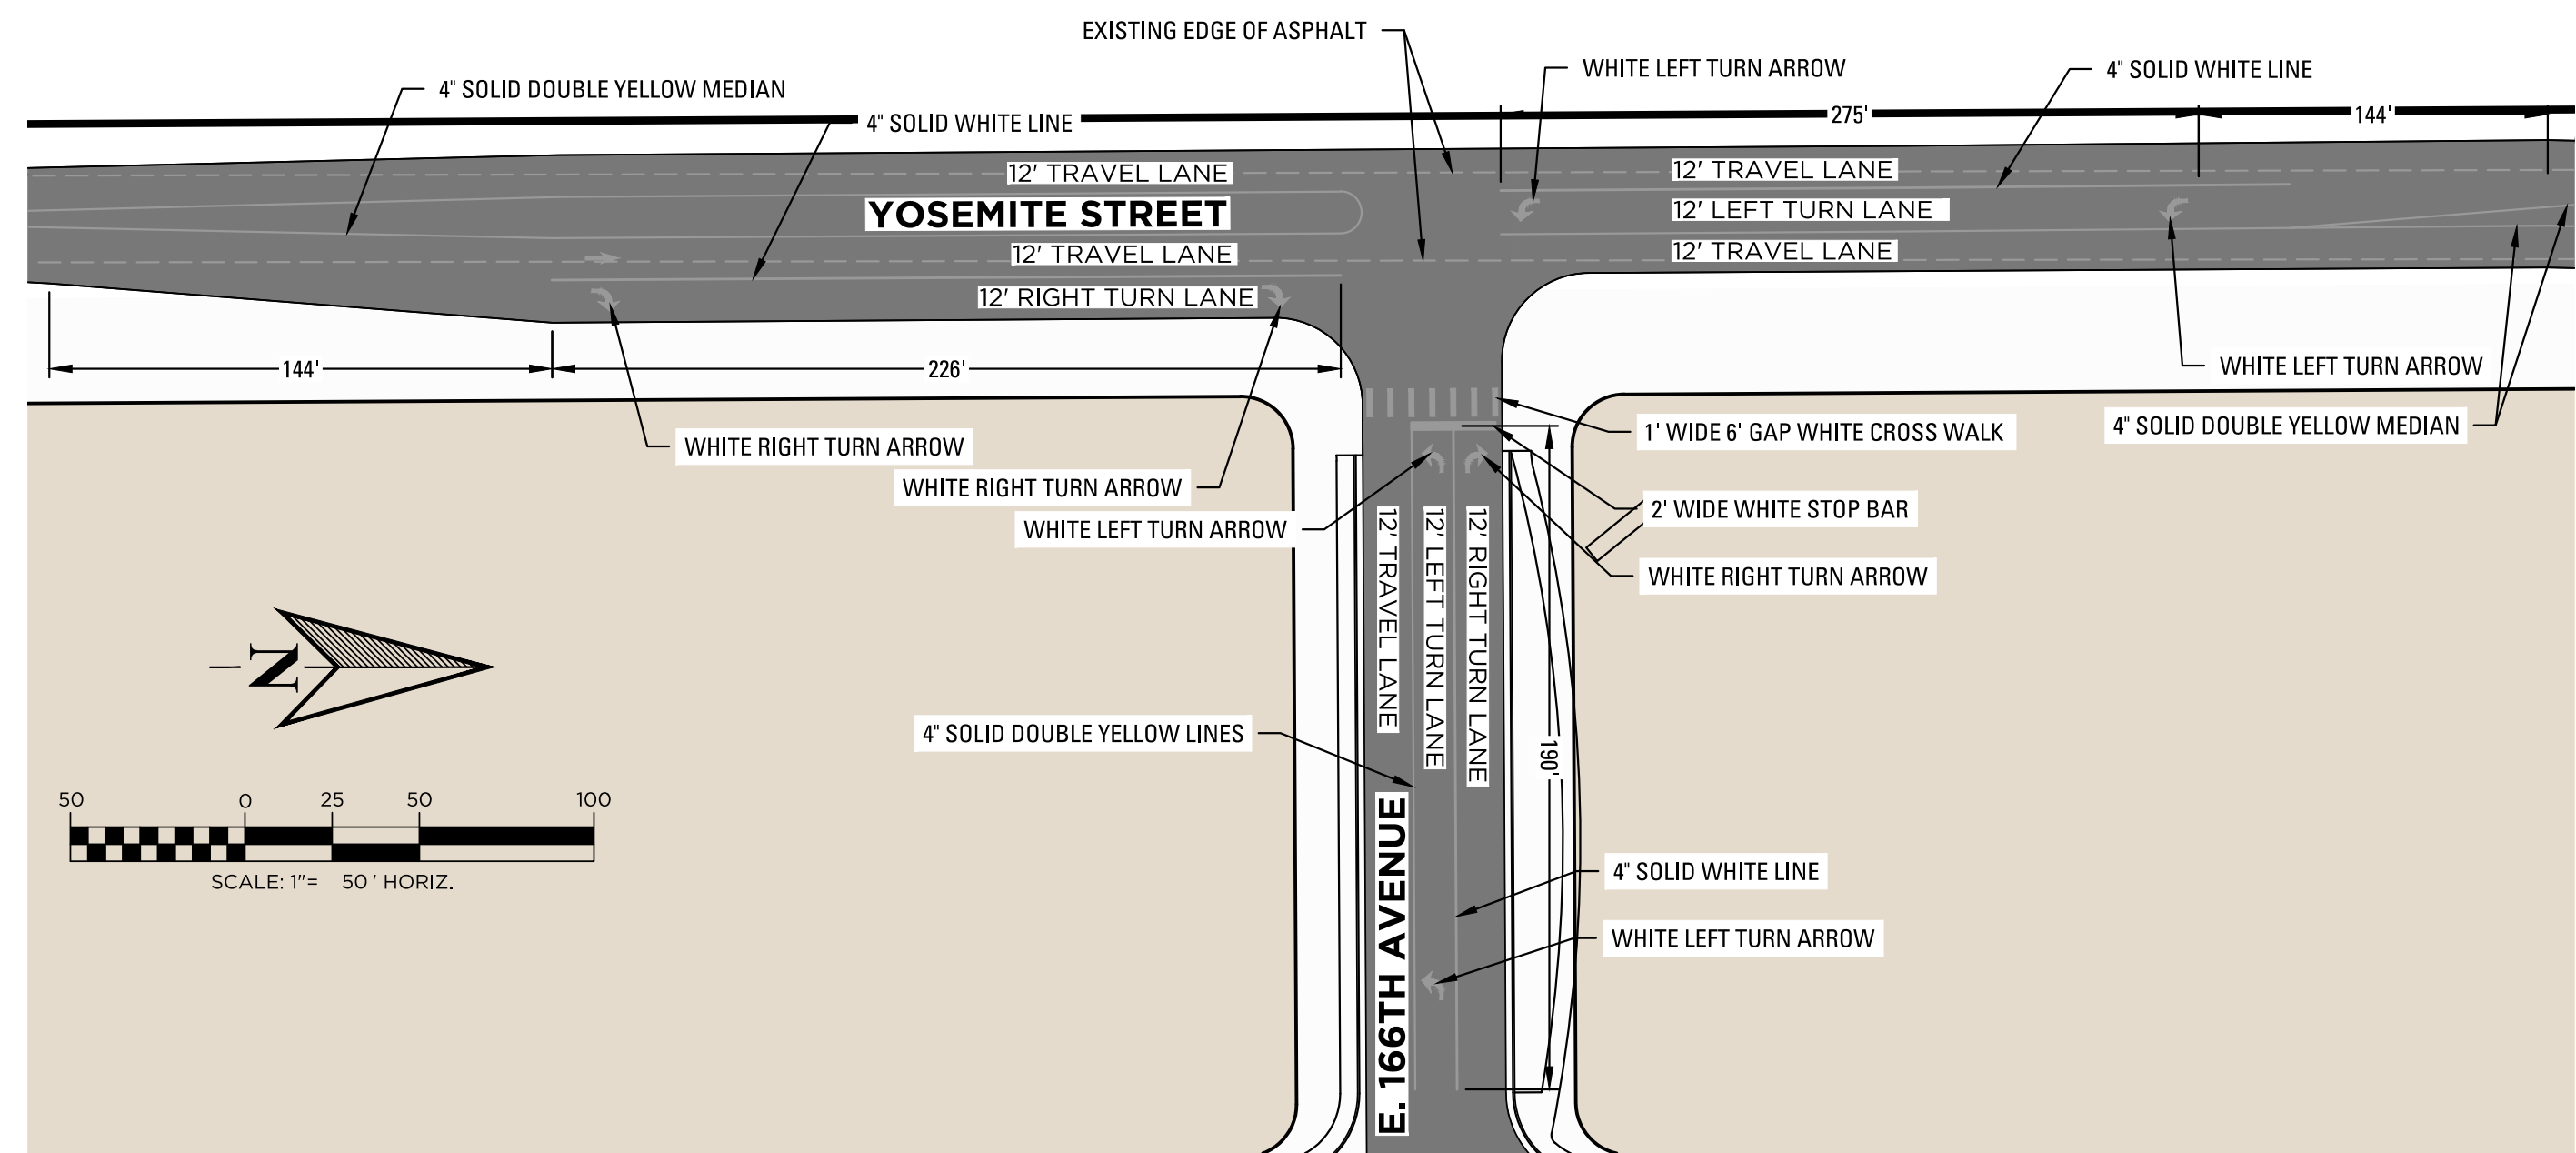 EXISTING EDGE OF ASPHALT
WHITE LEFT TURN ARROW
4" SOLID WHITE LINE
4" SOLID DOUBLE YELLOW MEDIAN
275'
144'
4" SOLID WHITE LINE
12' TRAVEL LANE
12' TRAVEL LANE
YOSEMITE STREET
12' LEFT TURN LANE
12' TRAVEL LANE
12' TRAVEL LANE
12' RIGHT TURN LANE
144'
226'
WHITE LEFT TURN ARROW
4" SOLID DOUBLE YELLOW MEDIAN
1' WIDE 6' GAP WHITE CROSS WALK
WHITE RIGHT TURN ARROW
WHITE RIGHT TURN ARROW
2' WIDE WHITE STOP BAR
WHITE LEFT TURN ARROW
WHITE RIGHT TURN ARROW
12' TRAVEL LANE
12' LEFT TURN LANE
12' RIGHT TURN LANE
N
4" SOLID DOUBLE YELLOW LINES
190'
50 0 25 50 100
SCALE: 1"= 50 ' HORIZ.
E. 166TH AVENUE
4" SOLID WHITE LINE
WHITE LEFT TURN ARROW